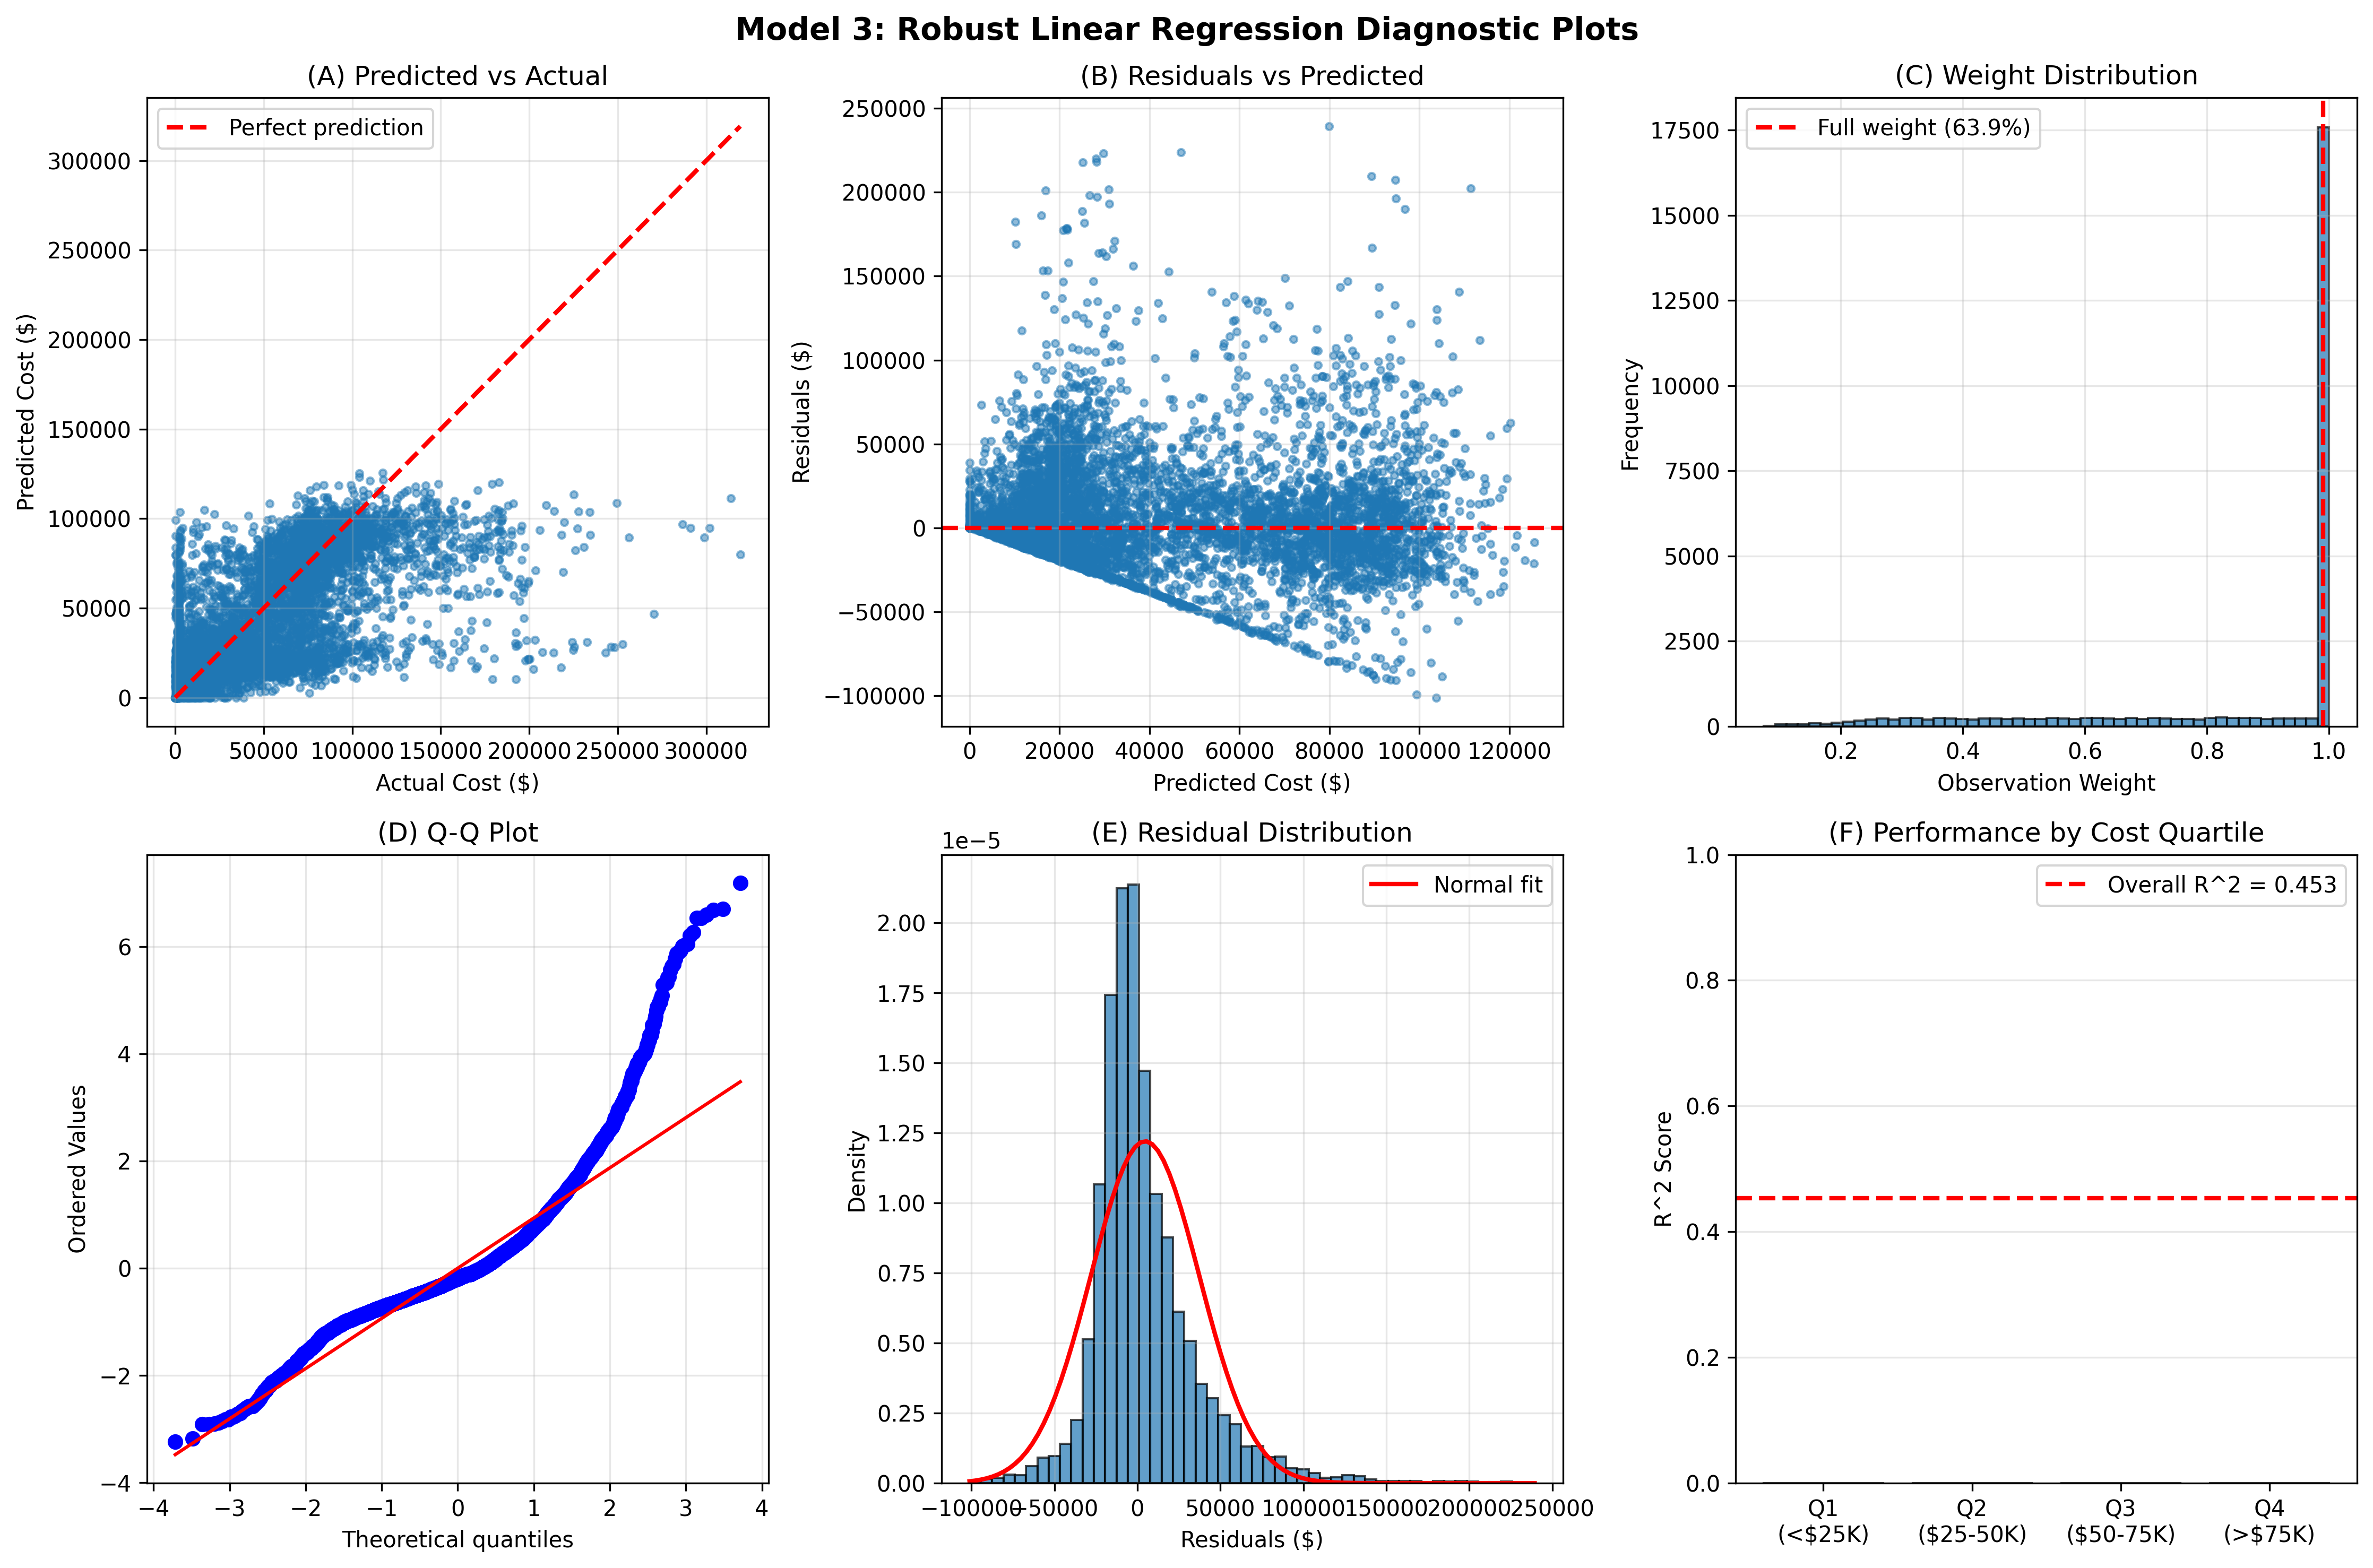 Model 3: Robust Linear Regression Diagnostic Plots
(A) Predicted vs Actual
Perfect prediction
300000
250000
200000
150000
100000
50000
0
Predicted Cost ($)
0 50000 100000 150000 200000 250000 300000
Actual Cost ($)
(B) Residuals vs Predicted
250000
200000
150000
100000
50000
0
−50000
−100000
Residuals ($)
0 20000 40000 60000 80000 100000 120000
Predicted Cost ($)
(C) Weight Distribution
Full weight (63.9%)
17500
15000
12500
10000
7500
5000
2500
0
Frequency
0.2 0.4 0.6 0.8 1.0
Observation Weight
(D) Q-Q Plot
6
4
2
0
−2
−4
Ordered Values
−4 −3 −2 −1 0 1 2 3 4
Theoretical quantiles
(E) Residual Distribution
1e−5
Normal fit
2.00
1.75
1.50
1.25
1.00
0.75
0.50
0.25
0.00
Density
−100000 −50000 0 50000 100000 150000 200000 250000
Residuals ($)
(F) Performance by Cost Quartile
Overall R^2 = 0.453
1.0
0.8
0.6
0.4
0.2
0.0
R^2 Score
Q1 Q2 Q3 Q4
(<$25K) ($25-50K) ($50-75K) (>$75K)